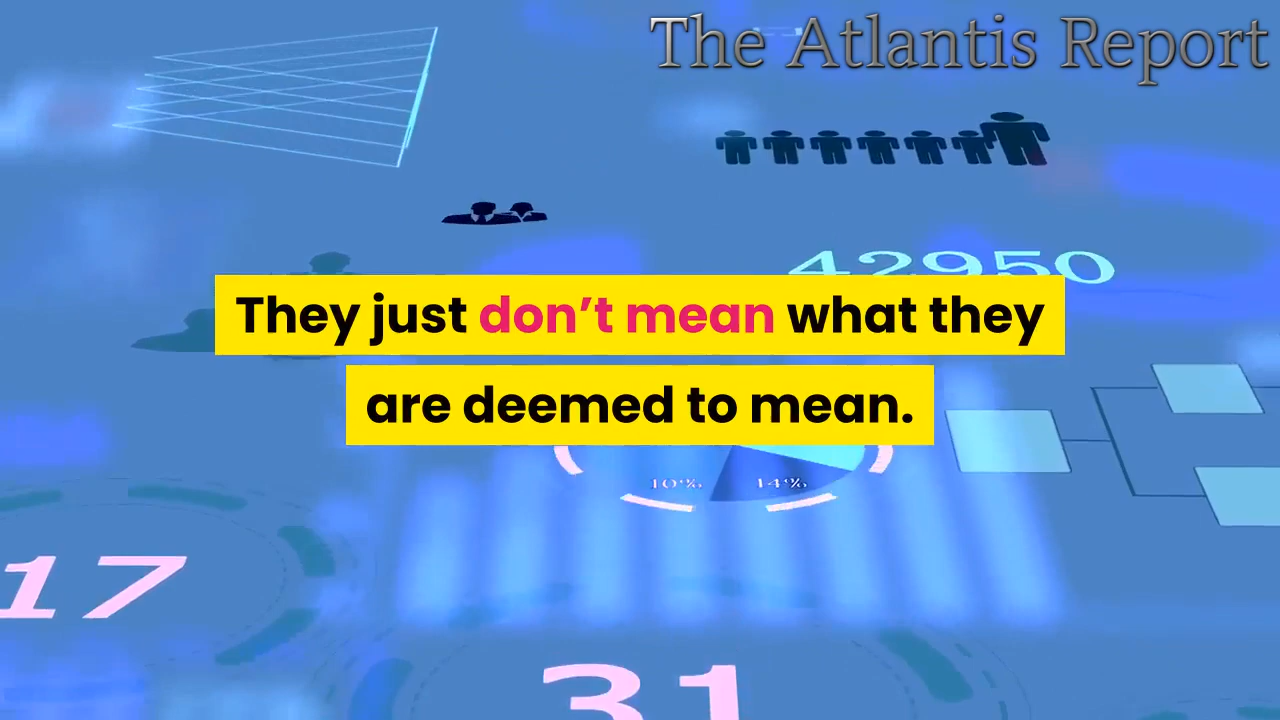 The Atlantis Report
42950
They just don’t mean what they
are deemed to mean.
10% 14%
17
31